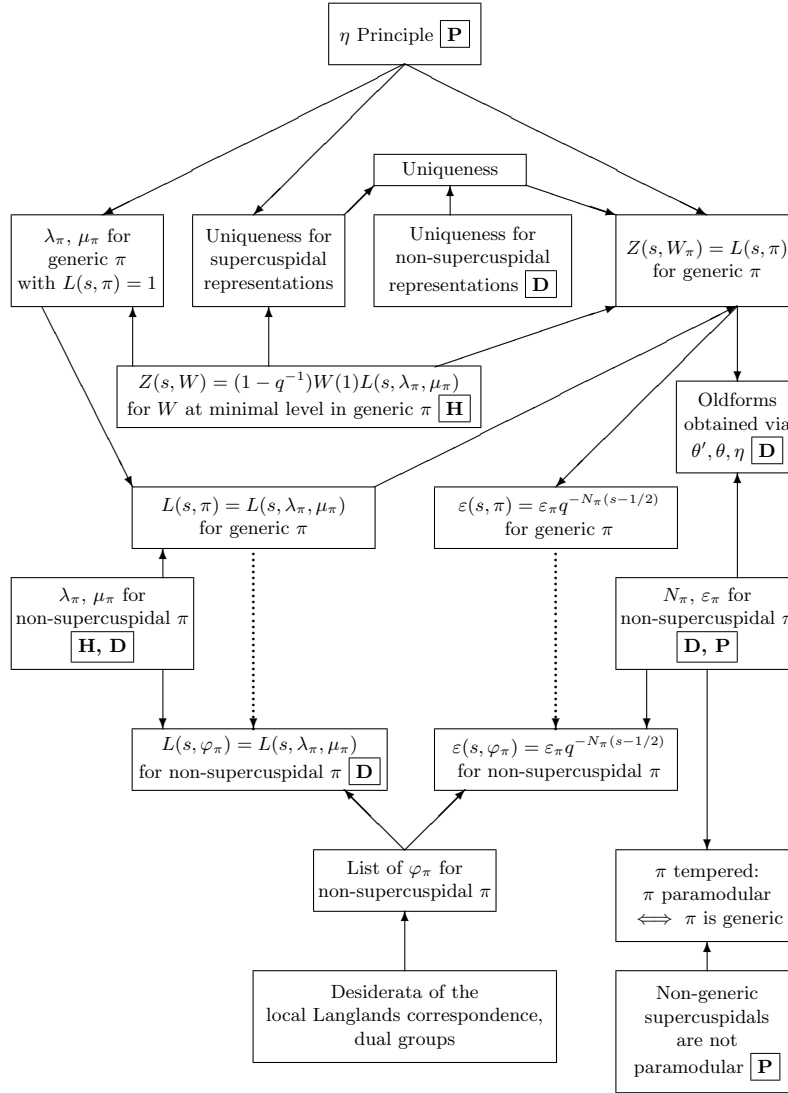 η Principle P
Uniqueness
λπ, μπ for
generic π
with L(s, π) = 1
Uniqueness for
supercuspidal
representations
Uniqueness for
non-supercuspidal
representations D
Z(s, Wπ) = L(s, π)
for generic π
Z(s, W) = (1 − q⁻¹)W(1)L(s, λπ, μπ)
for W at minimal level in generic π H
Oldforms
obtained via
θ′, θ, η D
L(s, π) = L(s, λπ, μπ)
for generic π
ε(s, π) = επq^{−Nπ(s−1/2)}
for generic π
λπ, μπ for
non-supercuspidal π
H, D
Nπ, επ for
non-supercuspidal π
D, P
L(s, φπ) = L(s, λπ, μπ)
for non-supercuspidal π D
ε(s, φπ) = επq^{−Nπ(s−1/2)}
for non-supercuspidal π
List of φπ for
non-supercuspidal π
π tempered:
π paramodular
⟺ π is generic
Desiderata of the
local Langlands correspondence,
dual groups
Non-generic
supercuspidals
are not
paramodular P